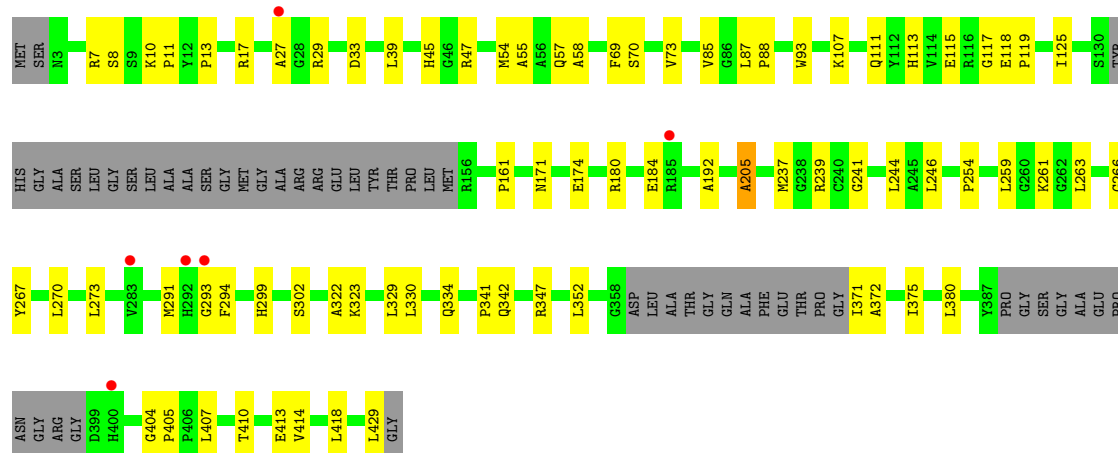 MET SER N3 R7 S8 S9 K10 P11 Y12 P13 R17 A27 G28 R29 D33 L39 H45 G46 R47 M54 A55 A56 Q57 A58 F69 S70 V73 V85 G86 L87 P88 W93 K107 Q111 Y112 H113 V114 E115 R116 G117 E118 P119 I125 S130 TYR
HIS GLY ALA SER LEU GLY SER LEU ALA ALA SER GLY MET GLY ALA ARG ARG GLU LEU TYR THR PRO LEU MET R156 P161 N171 E174 R180 E184 R185 A192 A205 M237 G238 R239 C240 G241 L244 A245 L246 P254 L259 G260 K261 G262 L263
Y267 L270 L273 V283 M291 H292 G293 F294 H299 S302 A322 K323 L329 L330 Q334 P341 Q342 R347 L352 G358 ASP LEU ALA THR GLY GLN ALA PHE GLU THR PRO GLY I371 A372 I375 L380 Y387 PRO GLY SER GLY ALA GLU PRO
ASN GLY ARG GLY D399 H400 G404 P405 P406 L407 T410 E413 V414 L418 L429 GLY